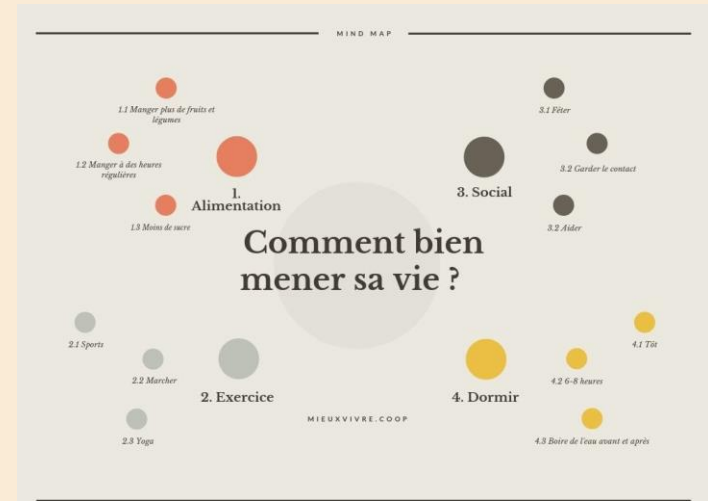 MIND MAP
1.1 Manger plus de fruits et
légumes
1.2 Manger à des heures
régulières
1.3 Moins de sucre
1.
Alimentation
3.1 Fêter
3.2 Garder le contact
3.2 Aider
3. Social
Comment bien
mener sa vie ?
2.1 Sports
2.2 Marcher
2.3 Yoga
2. Exercice
4.1 Tôt
4.2 6-8 heures
4.3 Boire de l'eau avant et après
4. Dormir
MIEUXVIVRE.COOP